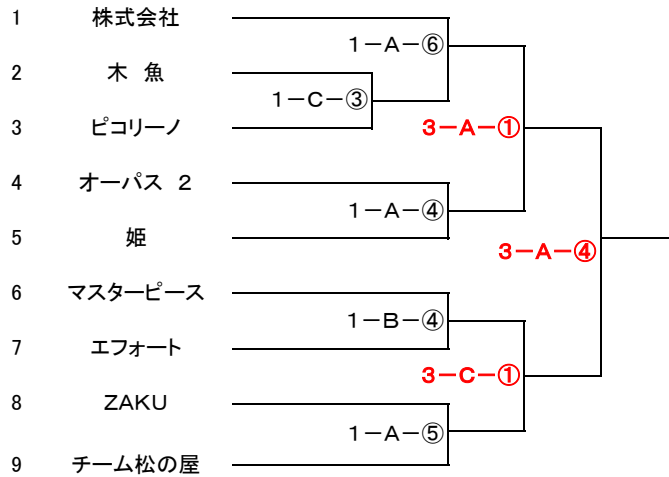 1 株式会社
1－A－⑥
2 木 魚
1－C－③
3 ピコリーノ
3－A－①
4 オーパス 2
1－A－④
5 姫
3－A－④
6 マスターピース
1－B－④
7 エフォート
3－C－①
8 ZAKU
1－A－⑤
9 チーム松の屋